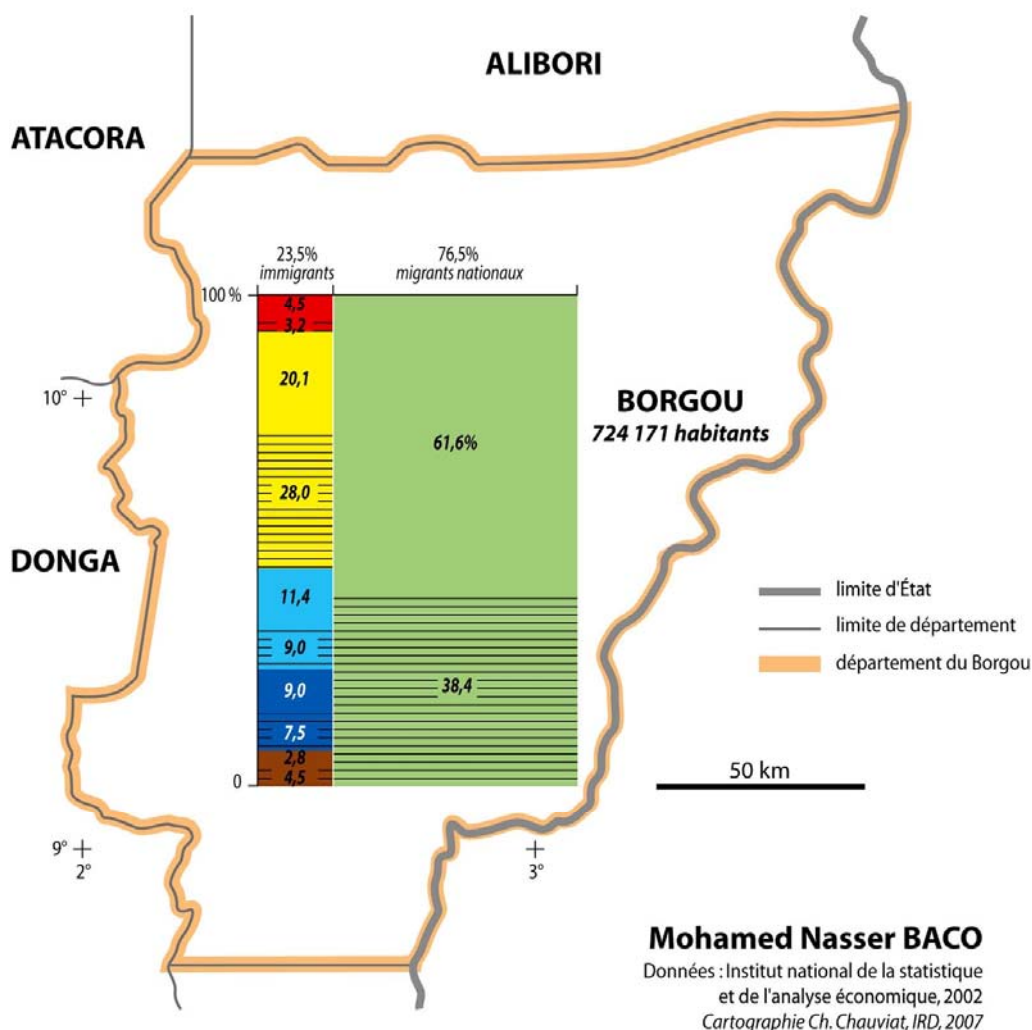 ALIBORI
ATACORA
23,5%
immigrants
76,5%
migrants nationaux
100 %
4,5
3,2
20,1
61,6%
28,0
11,4
9,0
9,0
38,4
7,5
2,8
4,5
0
10°
BORGOU
724 171 habitants
DONGA
limite d'État
limite de département
département du Borgou
50 km
9°
2°
3°
Mohamed Nasser BACO
Données : Institut national de la statistique
et de l'analyse économique, 2002
Cartographie Ch. Chauviat, IRD, 2007